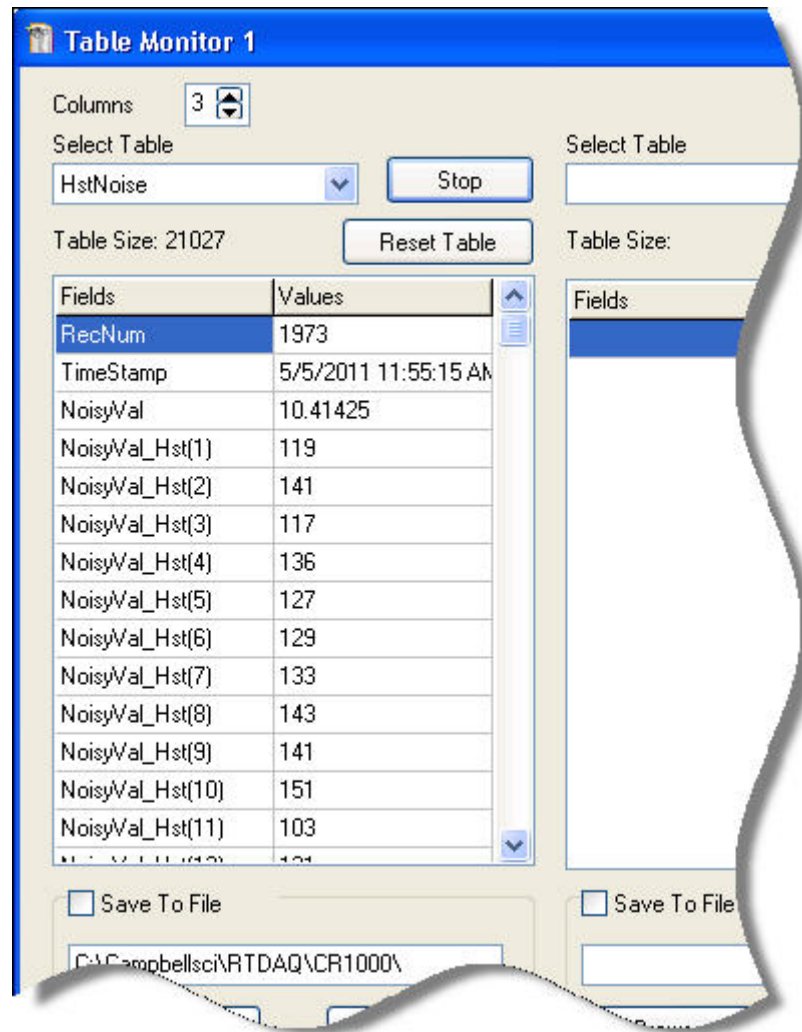 Table Monitor 1
Columns 3
Select Table Select Table
HstNoise Stop
Table Size: 21027 Reset Table Table Size:
Fields Values Fields
RecNum 1973
TimeStamp 5/5/2011 11:55:15 AM
NoisyVal 10.41425
NoisyVal_Hst(1) 119
NoisyVal_Hst(2) 141
NoisyVal_Hst(3) 117
NoisyVal_Hst(4) 136
NoisyVal_Hst(5) 127
NoisyVal_Hst(6) 129
NoisyVal_Hst(7) 133
NoisyVal_Hst(8) 143
NoisyVal_Hst(9) 141
NoisyVal_Hst(10) 151
NoisyVal_Hst(11) 103
Save To File Save To File
C:\Campbellsci\RTDAQ\CR1000\